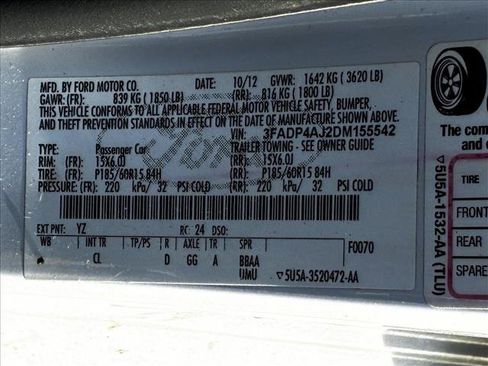 MFD. BY FORD MOTOR CO. DATE: 10/12 GVWR: 1642 KG (3620 LB)
GAWR: (FR): 839 KG (1850 LB) (RR): 816 KG (1800 LB)
THIS VEHICLE CONFORMS TO ALL APPLICABLE FEDERAL MOTOR VEHICLE SAFETY, BUMPER,
AND THEFT PREVENTION STANDARDS IN EFFECT ON THE DATE OF MANUFACTURE SHOWN ABOVE.
VIN: 3FADP4AJ2DM155542
TYPE: Passenger Car TRAILER TOWING - SEE OWNER GUIDE
RIM: (FR): 15X6.0J (RR): 15X6.0J
TIRE: (FR): P185/60R15 84H (RR): P185/60R15 84H
PRESSURE: (FR): 220 kPa/ 32 PSI COLD (RR): 220 kPa/ 32 PSI COLD
EXT PNT: YZ RC: 24 DSO: F0070
WB INT TR TP/PS R AXLE TR SPR
CL D GG A BBAA
UMU 5U5A-3520472-AA
5U5A-1532-AA (TLU)
The com
TIRE
FRONT
REAR
SPARE